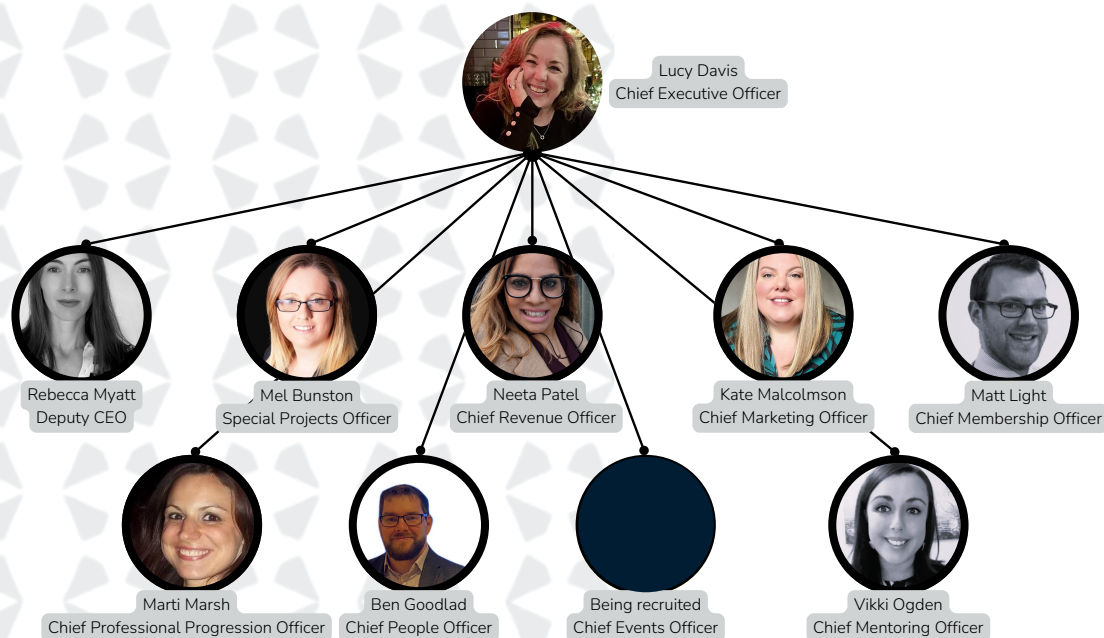 Lucy Davis
Chief Executive Officer
Rebecca Myatt
Deputy CEO
Mel Bunston
Special Projects Officer
Neeta Patel
Chief Revenue Officer
Kate Malcolmson
Chief Marketing Officer
Matt Light
Chief Membership Officer
Marti Marsh
Chief Professional Progression Officer
Ben Goodlad
Chief People Officer
Being recruited
Chief Events Officer
Vikki Ogden
Chief Mentoring Officer